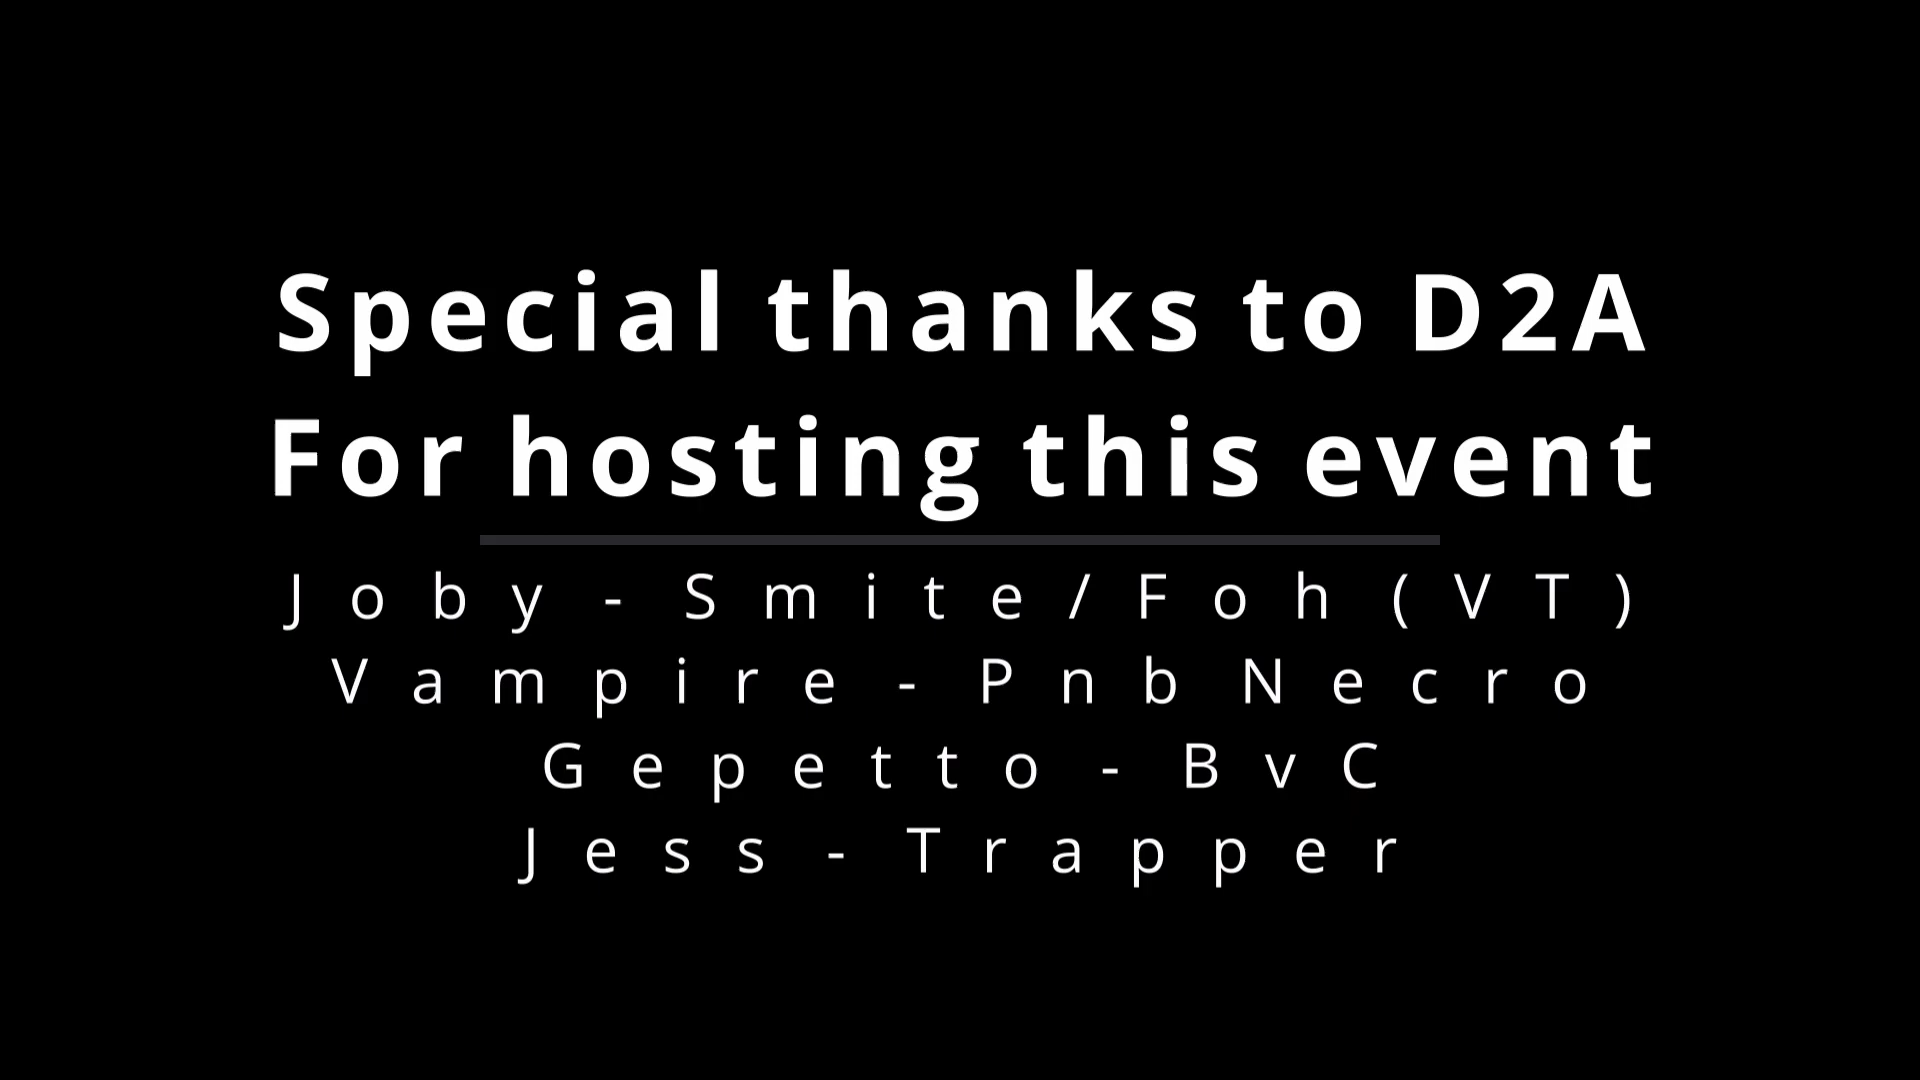 Special thanks to D2A
For hosting this event
Joby - Smite/Foh (VT)
Vampire - Pnb Necro
Gepetto - BvC
Jess - Trapper